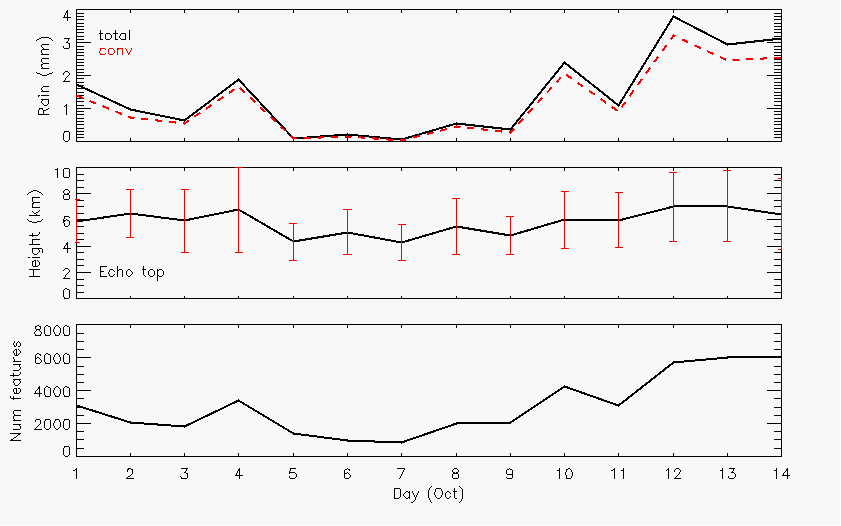 4
3
2
1
0
Rain (mm)
total
conv
10
8
6
4
2
0
Height (km)
Echo top
8000
6000
4000
2000
0
Num features
1 2 3 4 5 6 7 8 9 10 11 12 13 14
Day (Oct)